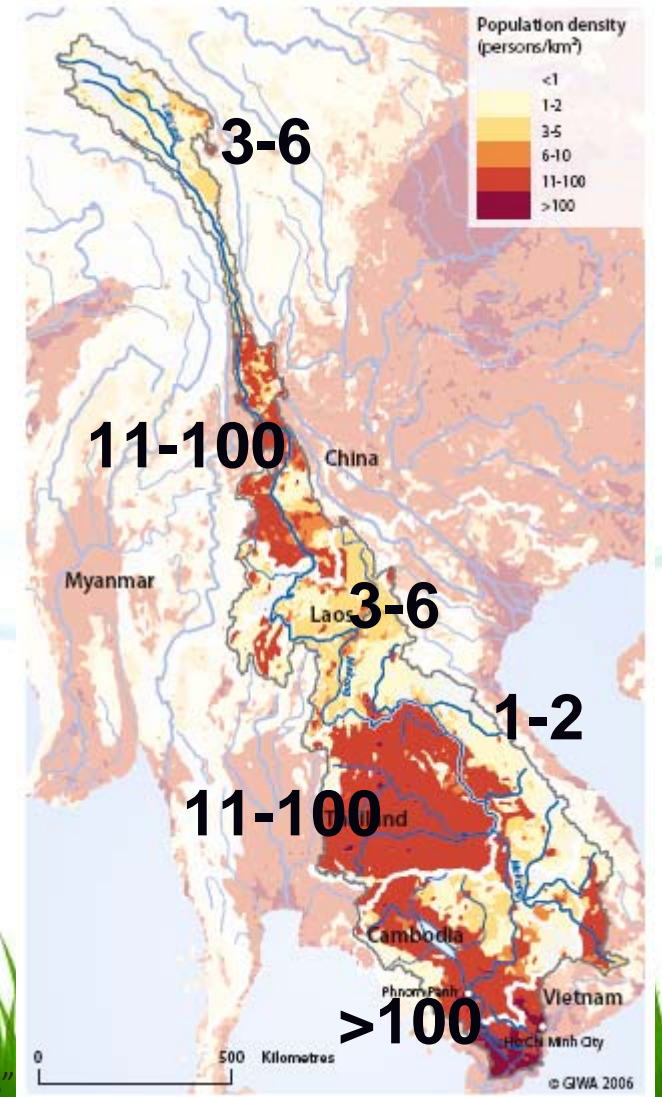 Population density
(persons/km²)
<1
1-2
3-5
6-10
11-100
>100
3-6
11-100
China
Myanmar
Laos
3-6
Mekong
1-2
11-100
Thailand
Mekong
Cambodia
Phnom Penh
Vietnam
>100
Ho Chi Minh City
0 500 Kilometres
© GIWA 2006
”